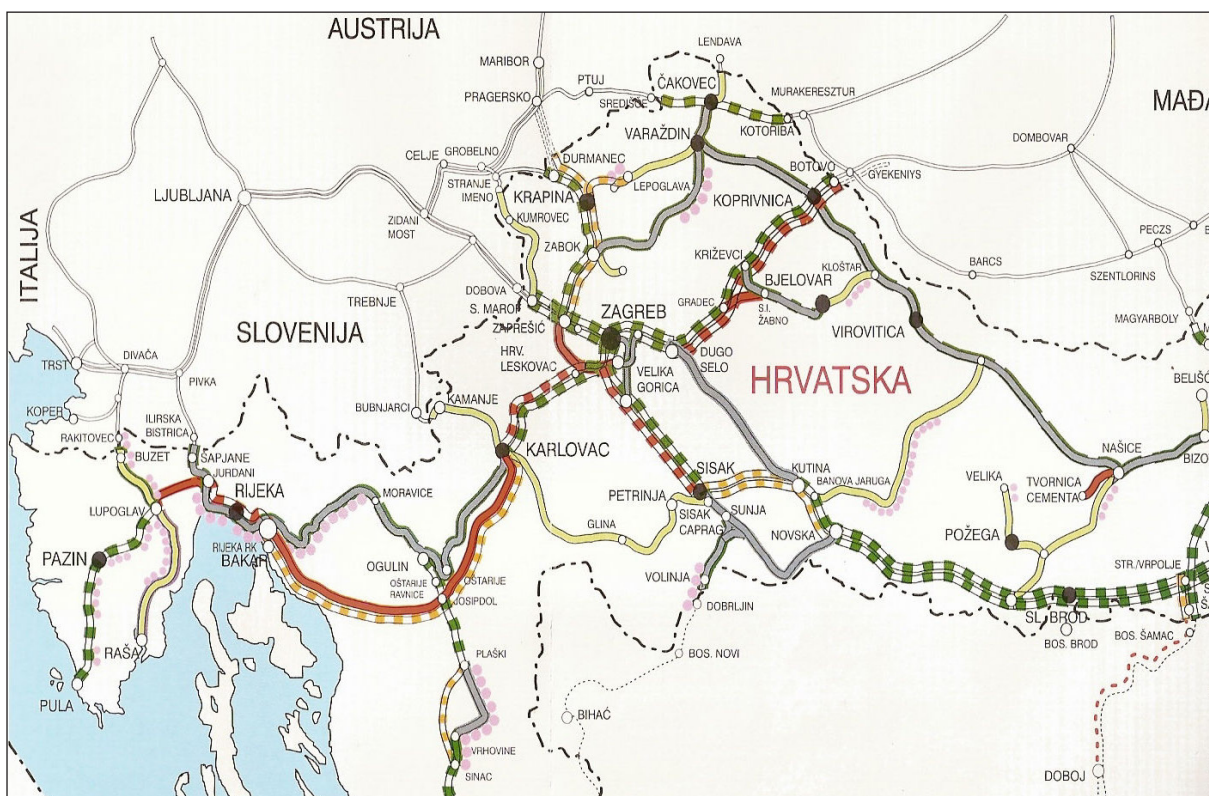 AUSTRIJA
LENDAVA
MARIBOR
PTUJ
ČAKOVEC
MURAKERESZTUR
PRAGERSKO
SREDIŠČE
MAĐA
KOTORIBA
VARAŽDIN
DOMBOVAR
CELJE
GROBELNO
DURMANEC
BOTOVO
GYEKENIYS
STRANJE
IMENO
LEPOGLAVA
LJUBLJANA
KRAPINA
KOPRIVNICA
KUMROVEC
ZIDANI
MOST
PECZS
ITALIJA
ZABOK
KRIŽEVCI
BARCS
SZENTLORINS
KLOŠTAR
BJELOVAR
DOBOVA
TREBNJE
S. MAROF
GRADEC
S.I.
ŽABNO
MAGYARBOLY
ZAGREB
ZAPREŠIĆ
VIROVITICA
SLOVENIJA
HRV.
LESKOVAC
DUGO
SELO
DIVAČA
VELIKA
GORICA
TRST
HRVATSKA
PIVKA
BELIŠĆ
KOPER
ILIRSKA
BISTRICA
BUBNJARCI
KAMANJE
RAKITOVEC
BUZET
KARLOVAC
NAŠICE
ŠAPJANE
JURDANI
SISAK
KUTINA
BIZO
RIJEKA
MORAVICE
PETRINJA
BANOVA JARUGA
VELIKA
TVORNICA
CEMENTA
LUPOGLAV
SISAK
CAPRAG
SUNJA
GLINA
NOVSKA
POŽEGA
RIJEKA RK
BAKAR
PAZIN
OGULIN
VOLINJA
STR./VRPOLJE
OŠTARIJE
RAVNICE
OŠTARIJE
JOSIPDOL
DOBRLJIN
SL. BROD
BOS. BROD
BOS. ŠAMAC
RAŠA
PLAŠKI
BOS. NOVI
PULA
BIHAĆ
VRHOVINE
SINAC
DOBOJ